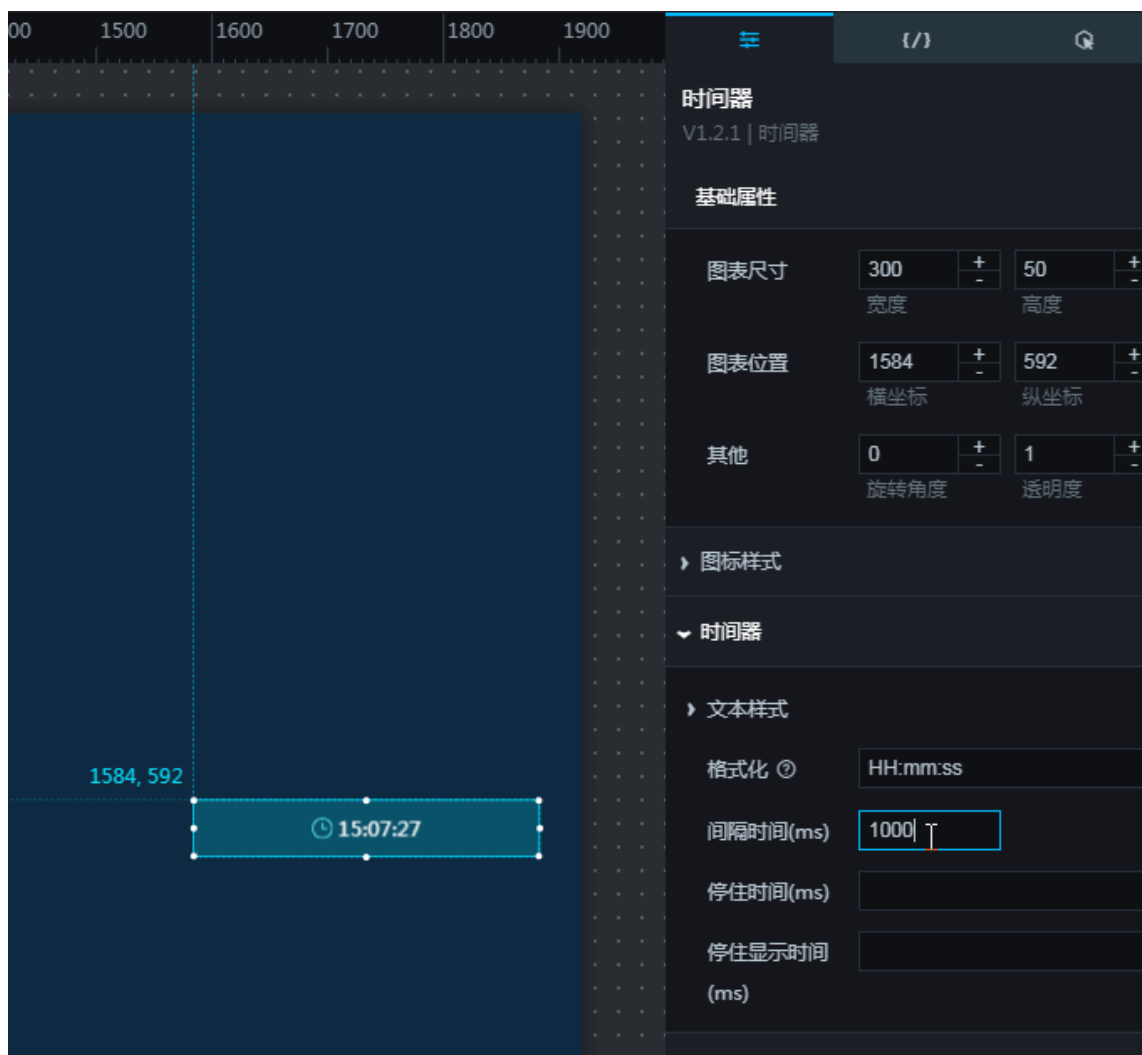 00 1500 1600 1700 1800 1900
{/}
时间器
V1.2.1 | 时间器
基础属性
图表尺寸 300 + - 50 + -
宽度 高度
图表位置 1584 + - 592 + -
横坐标 纵坐标
其他 0 + - 1 + -
旋转角度 透明度
图标样式
时间器
文本样式
1584, 592
格式化 ? HH:mm:ss
15:07:27
间隔时间(ms) 1000
停住时间(ms)
停住显示时间
(ms)